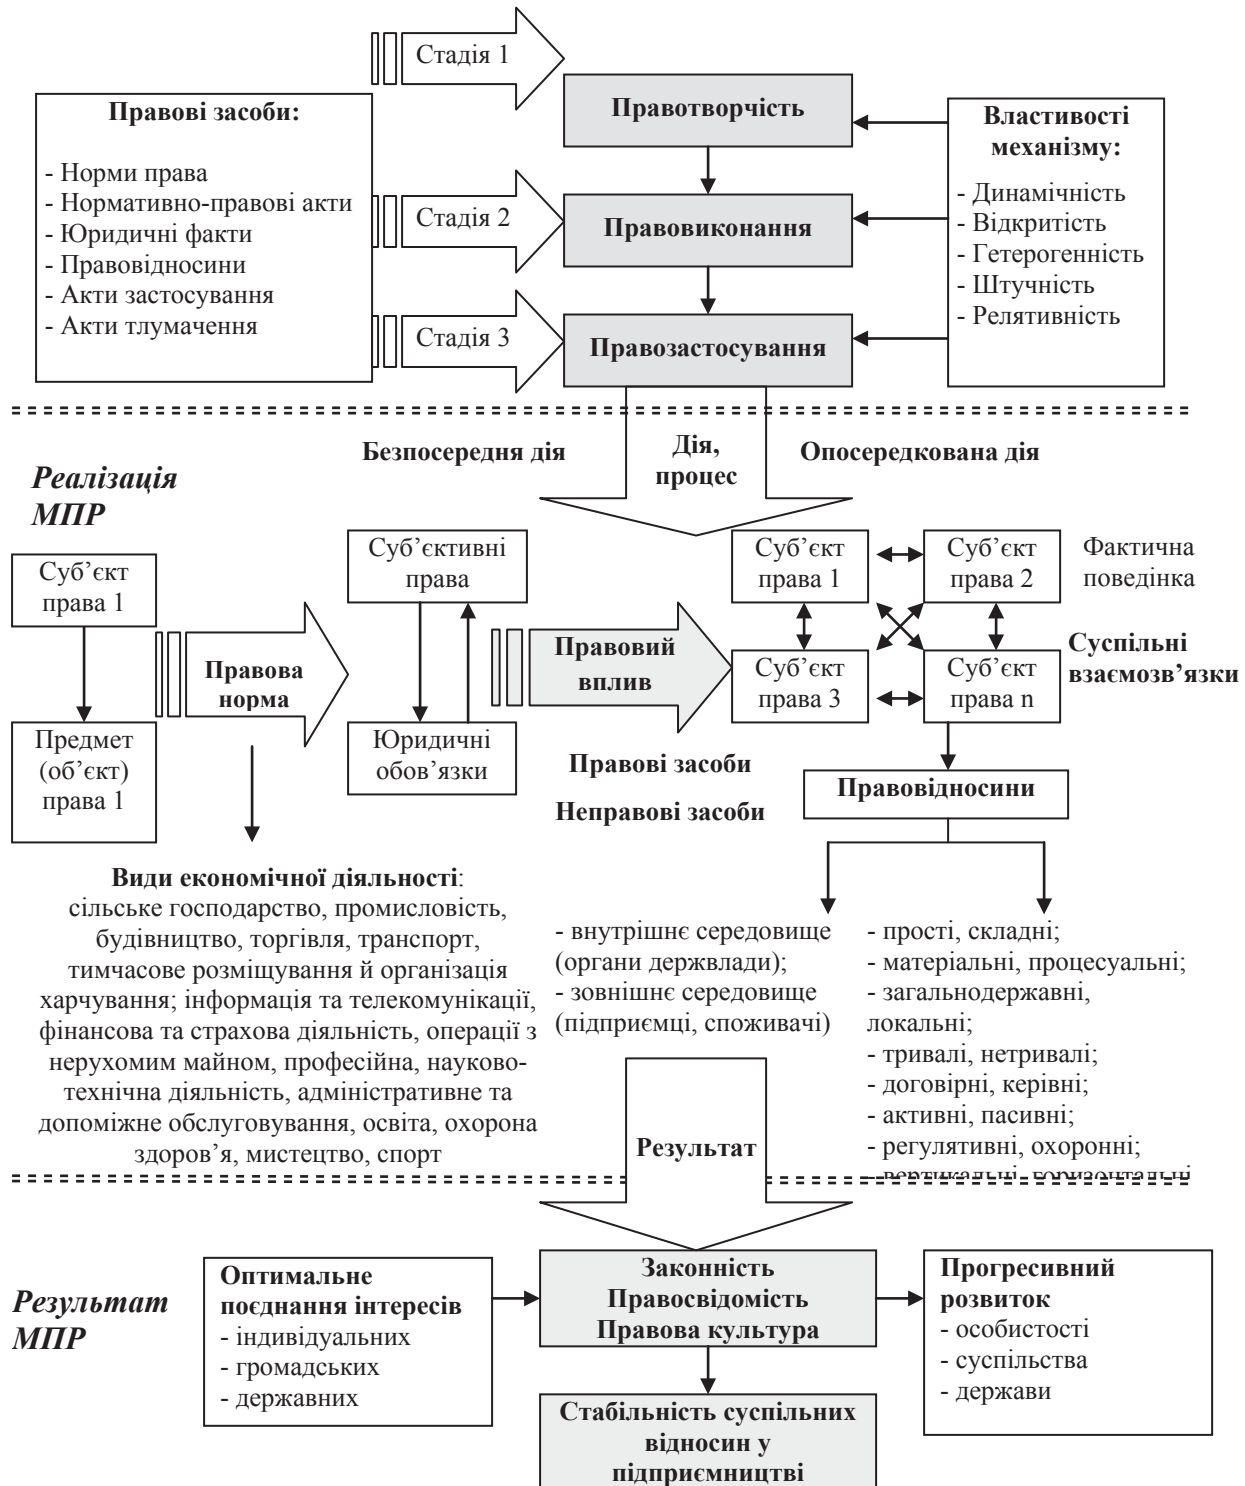 Стадія 1
Правові засоби:
- Норми права
- Нормативно-правові акти
- Юридичні факти
- Правовідносини
- Акти застосування
- Акти тлумачення
Стадія 2
Стадія 3
Правотворчість
Правовиконання
Правозастосування
Властивості
механізму:
- Динамічність
- Відкритість
- Гетерогенність
- Штучність
- Релятивність
Безпосередня дія
Дія,
процес
Опосередкована дія
Реалізація
МПР
Суб’єкт
права 1
Предмет
(об’єкт)
права 1
Правова
норма
Суб’єктивні
права
Юридичні
обов’язки
Правовий
вплив
Суб’єкт
права 1
Суб’єкт
права 2
Суб’єкт
права 3
Суб’єкт
права n
Фактична
поведінка
Суспільні
взаємозв’язки
Правові засоби
Неправові засоби
Правовідносини
Види економічної діяльності:
сільське господарство, промисловість,
будівництво, торгівля, транспорт,
тимчасове розміщування й організація
харчування; інформація та телекомунікації,
фінансова та страхова діяльність, операції з
нерухомим майном, професійна, науково-
технічна діяльність, адміністративне та
допоміжне обслуговування, освіта, охорона
здоров’я, мистецтво, спорт
- внутрішнє середовище
(органи держвлади);
- зовнішнє середовище
(підприємці, споживачі)
- прості, складні;
- матеріальні, процесуальні;
- загальнодержавні,
локальні;
- тривалі, нетривалі;
- договірні, керівні;
- активні, пасивні;
- регулятивні, охоронні;
- вертикальні, горизонтальні
Результат
Результат
МПР
Оптимальне
поєднання інтересів
- індивідуальних
- громадських
- державних
Законність
Правосвідомість
Правова культура
Прогресивний
розвиток
- особистості
- суспільства
- держави
Стабільність суспільних
відносин у
підприємництві